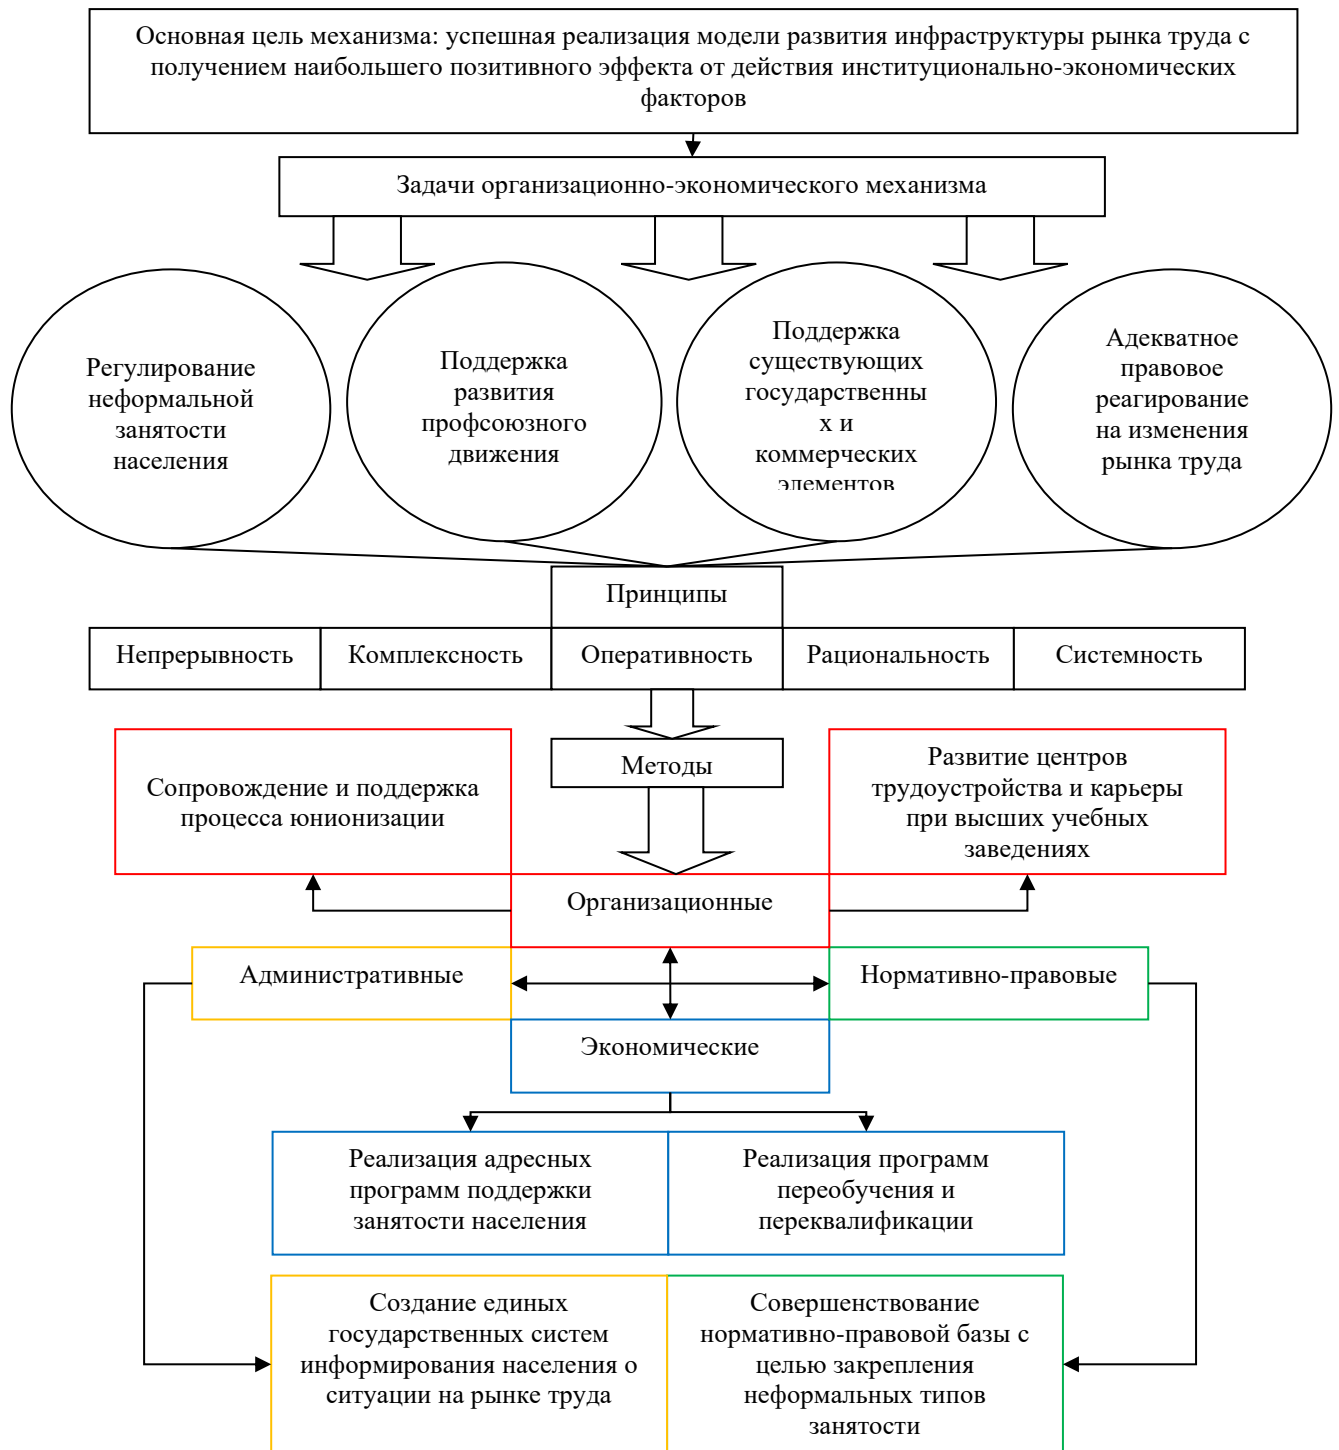 Основная цель механизма: успешная реализация модели развития инфраструктуры рынка труда с
получением наибольшего позитивного эффекта от действия институционально-экономических
факторов
Задачи организационно-экономического механизма
Регулирование
неформальной
занятости
населения
Поддержка
развития
профсоюзного
движения
Поддержка
существующих
государственны
х и
коммерческих
элементов
Адекватное
правовое
реагирование
на изменения
рынка труда
Принципы
Непрерывность
Комплексность
Оперативность
Рациональность
Системность
Методы
Сопровождение и поддержка
процесса юнионизации
Развитие центров
трудоустройства и карьеры
при высших учебных
заведениях
Организационные
Административные
Нормативно-правовые
Экономические
Реализация адресных
программ поддержки
занятости населения
Реализация программ
переобучения и
переквалификации
Создание единых
государственных систем
информирования населения о
ситуации на рынке труда
Совершенствование
нормативно-правовой базы с
целью закрепления
неформальных типов
занятости